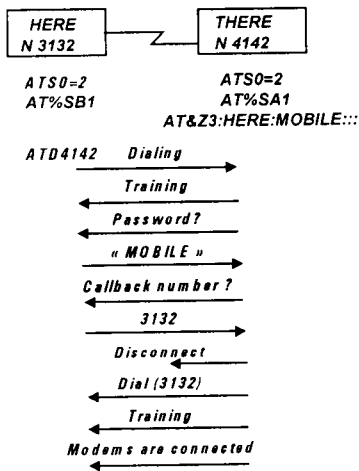 HERE
N 3132
THERE
N 4142
ATS0=2
AT%SB1
ATS0=2
AT%SA1
AT&Z3:HERE:MOBILE:::
ATD4142 Dialing
Training
Password?
« MOBILE »
Callback number ?
3132
Disconnect
Dial (3132)
Training
Modems are connected